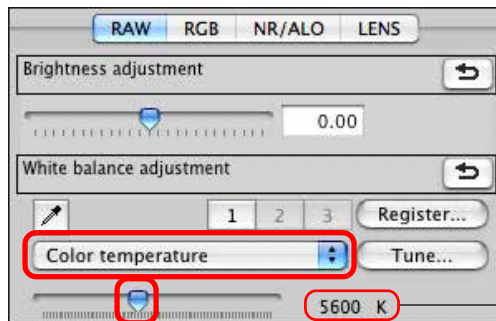 RAW RGB NR/ALO LENS
Brightness adjustment
0.00
White balance adjustment
1 2 3 Register...
Color temperature Tune...
5600 K